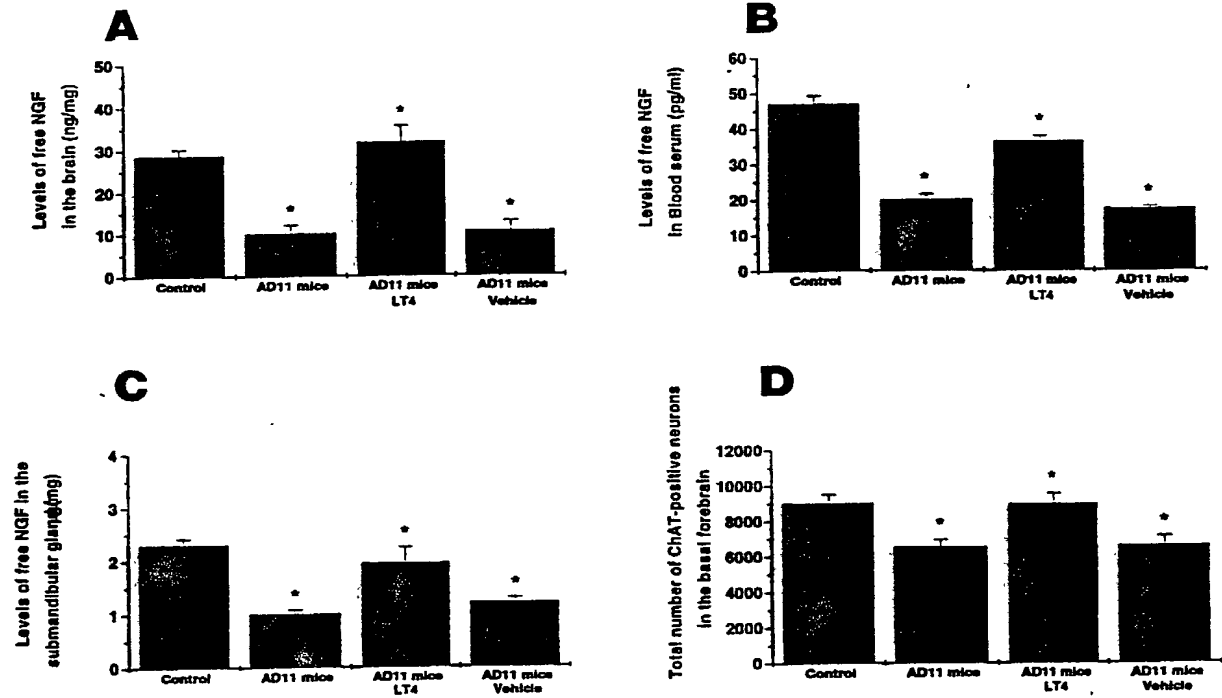 A
Levels of free NGF
in the brain (ng/mg)
50
40
30
20
10
0
*
*
*
Control
AD11 mice
AD11 mice
LT4
AD11 mice
Vehicle
B
Levels of free NGF
in Blood serum (pg/ml)
60
50
40
30
20
10
0
*
*
*
Control
AD11 mice
AD11 mice
LT4
AD11 mice
Vehicle
C
Levels of free NGF in the
submandibular
4
3
2
1
0
*
*
*
Control
AD11 mice
AD11 mice
LT4
AD11 mice
Vehicle
D
Total number of ChAT-positive neurons
in the basal forebrain
12000
10000
8000
6000
4000
2000
0
*
*
*
Control
AD11 mice
AD11 mice
LT4
AD11 mice
Vehicle